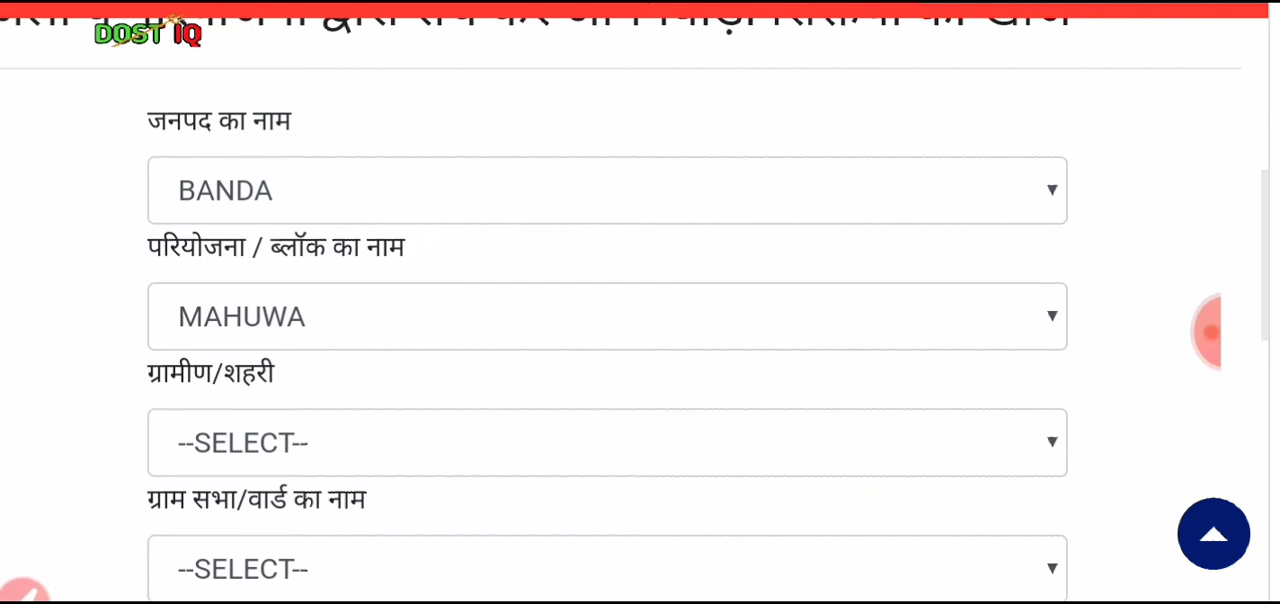 DOST IQ
जनपद का नाम
BANDA
परियोजना / ब्लॉक का नाम
MAHUWA
ग्रामीण/शहरी
--SELECT--
ग्राम सभा/वार्ड का नाम
--SELECT--